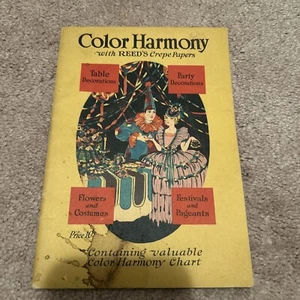 Color Harmony
with REED'S Crepe Papers
Table
Decorations
Party
Decorations
Flowers
and
Costumes
Festivals
and
Pageants
Price 10¢
Containing valuable
Color Harmony Chart